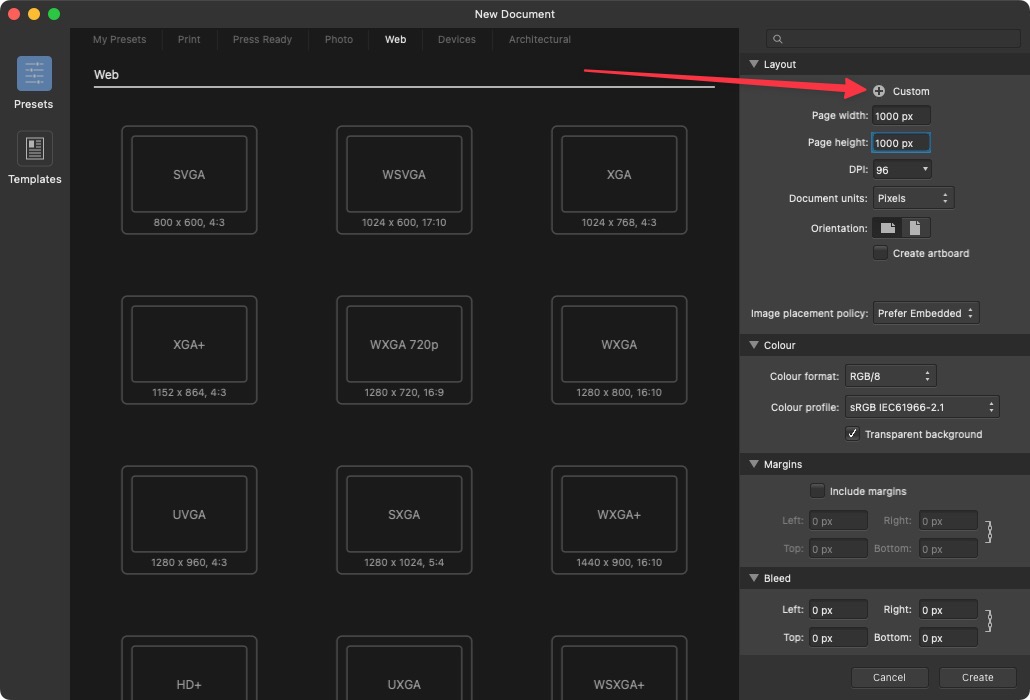 New Document
Presets
Templates
My Presets Print Press Ready Photo Web Devices Architectural
Web
SVGA
800 x 600, 4:3
WSVGA
1024 x 600, 17:10
XGA
1024 x 768, 4:3
XGA+
1152 x 864, 4:3
WXGA 720p
1280 x 720, 16:9
WXGA
1280 x 800, 16:10
UVGA
1280 x 960, 4:3
SXGA
1280 x 1024, 5:4
WXGA+
1440 x 900, 16:10
HD+
UXGA
WSXGA+
Layout
Custom
Page width: 1000 px
Page height: 1000 px
DPI: 96
Document units: Pixels
Orientation:
Create artboard
Image placement policy: Prefer Embedded
Colour
Colour format: RGB/8
Colour profile: sRGB IEC61966-2.1
Transparent background
Margins
Include margins
Left: 0 px Right: 0 px
Top: 0 px Bottom: 0 px
Bleed
Left: 0 px Right: 0 px
Top: 0 px Bottom: 0 px
Cancel Create